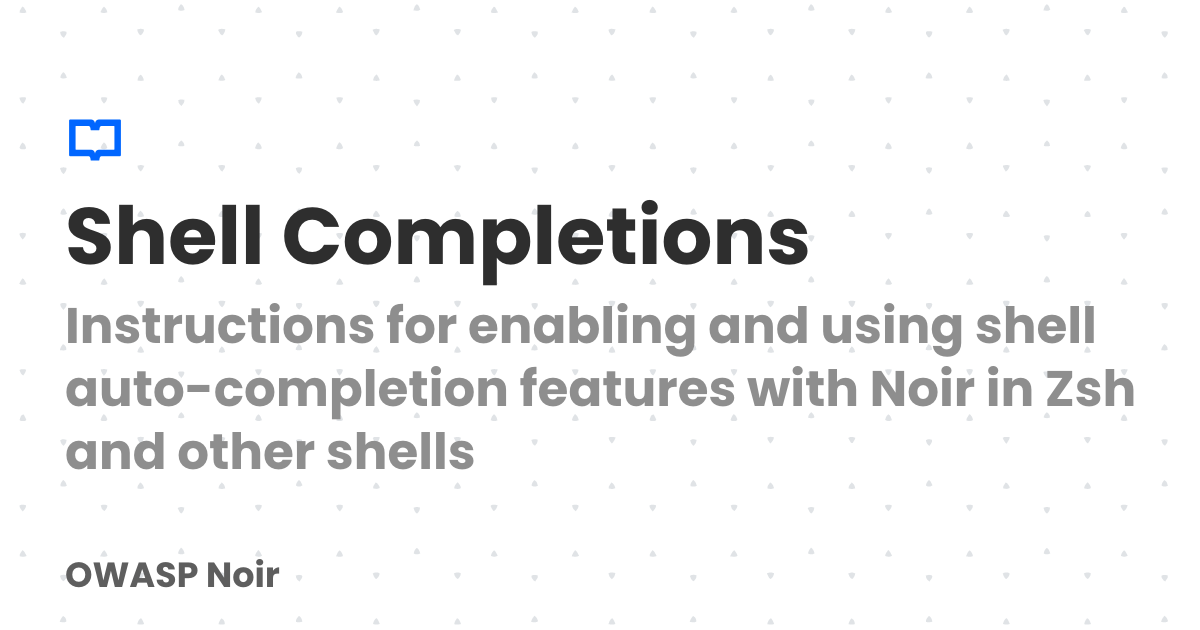 Shell Completions
Instructions for enabling and using shell
auto-completion features with Noir in Zsh
and other shells
OWASP Noir